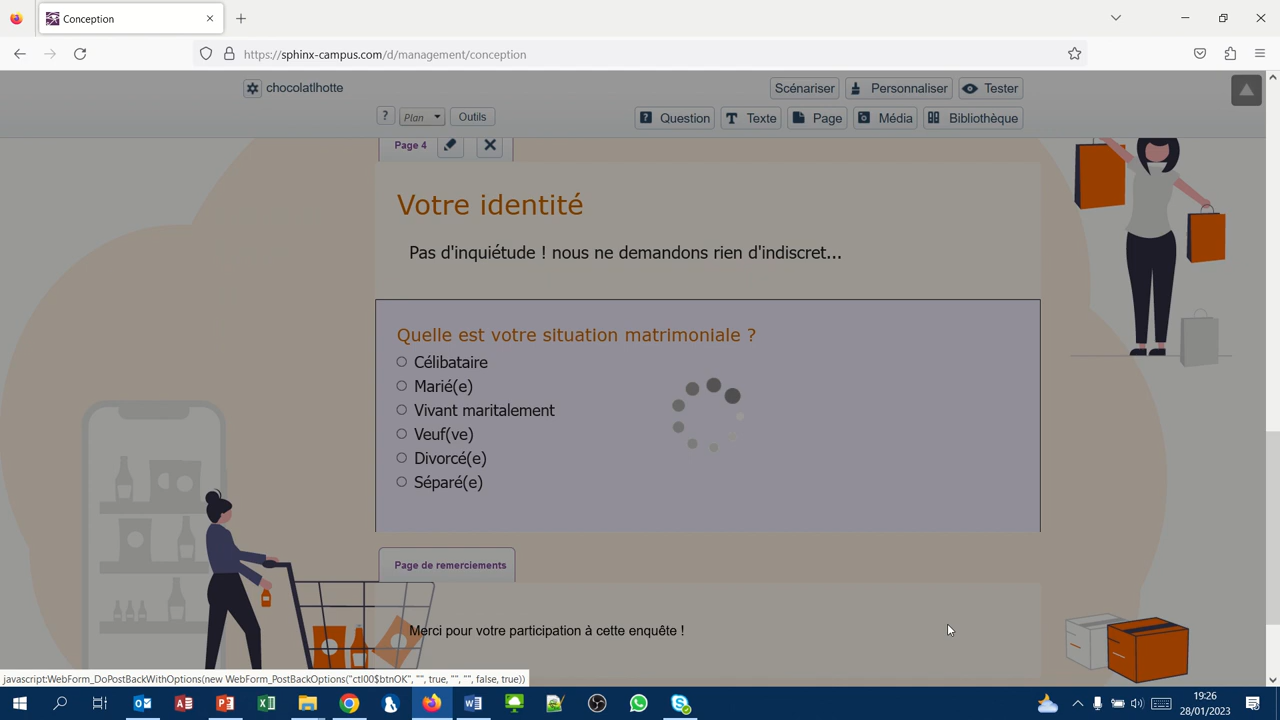 Conception
https://sphinx-campus.com/d/management/conception
chocolatlhotte
Scénariser
Personnaliser
Tester
?
Plan
Outils
Question
Texte
Page
Média
Bibliothèque
Page 4
Votre identité
Pas d'inquiétude ! nous ne demandons rien d'indiscret...
Quelle est votre situation matrimoniale ?
Célibataire
Marié(e)
Vivant maritalement
Veuf(ve)
Divorcé(e)
Séparé(e)
Page de remerciements
Merci pour votre participation à cette enquête !
javascript:WebForm_DoPostBackWithOptions(new WebForm_PostBackOptions("ctl00$btnOK", "", true, "", "", false, true))
19:26
28/01/2023